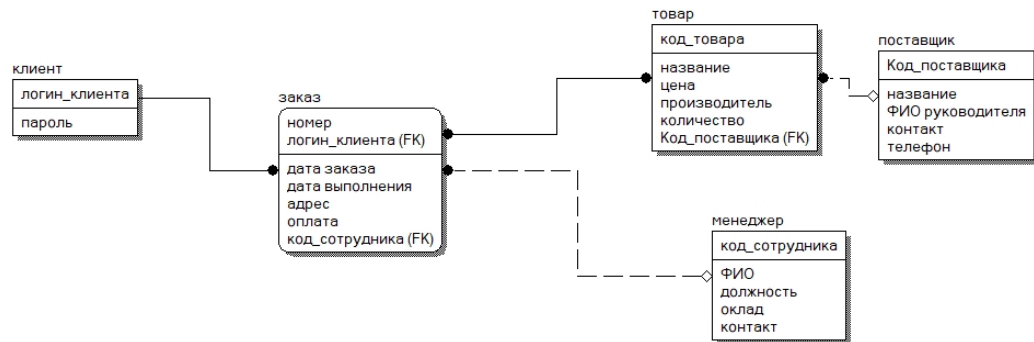 клиент
логин_клиента
пароль
заказ
номер
логин_клиента (FK)
дата заказа
дата выполнения
адрес
оплата
код_сотрудника (FK)
товар
код_товара
название
цена
производитель
количество
Код_поставщика (FK)
поставщик
Код_поставщика
название
ФИО руководителя
контакт
телефон
менеджер
код_сотрудника
ФИО
должность
оклад
контакт